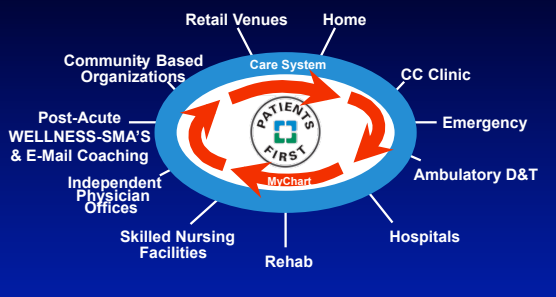 Retail Venues
Home
Community Based
Organizations
Care System
CC Clinic
Post-Acute
WELLNESS-SMA'S
& E-Mail Coaching
PATIENTS
FIRST
Emergency
Independent
Physician
Offices
MyChart
Ambulatory D&T
Skilled Nursing
Facilities
Rehab
Hospitals